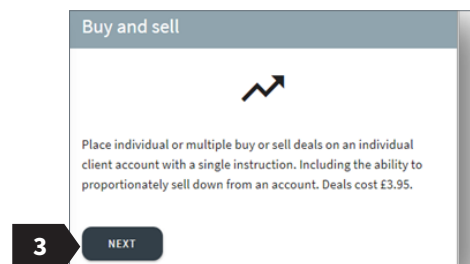 Buy and sell
Place individual or multiple buy or sell deals on an individual
client account with a single instruction. Including the ability to
proportionately sell down from an account. Deals cost £3.95.
3
NEXT